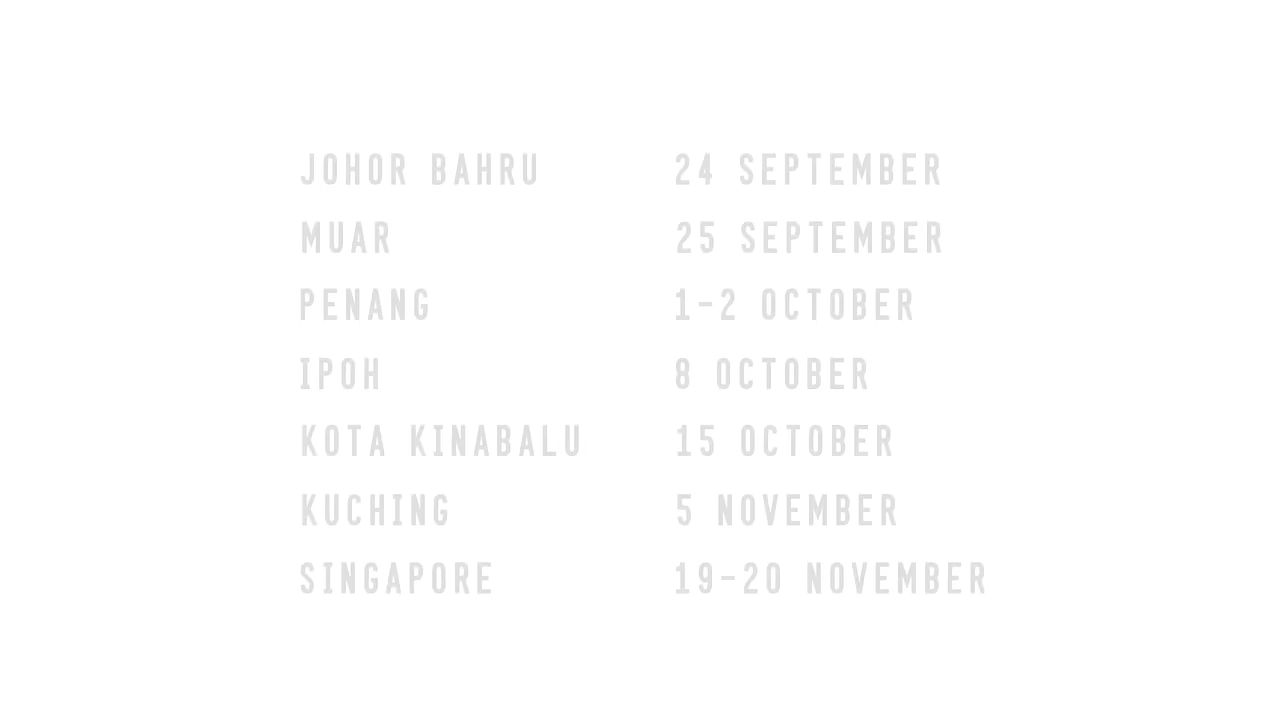 JOHOR BAHRU 24 SEPTEMBER
MUAR 25 SEPTEMBER
PENANG 1-2 OCTOBER
IPOH 8 OCTOBER
KOTA KINABALU 15 OCTOBER
KUCHING 5 NOVEMBER
SINGAPORE 19-20 NOVEMBER